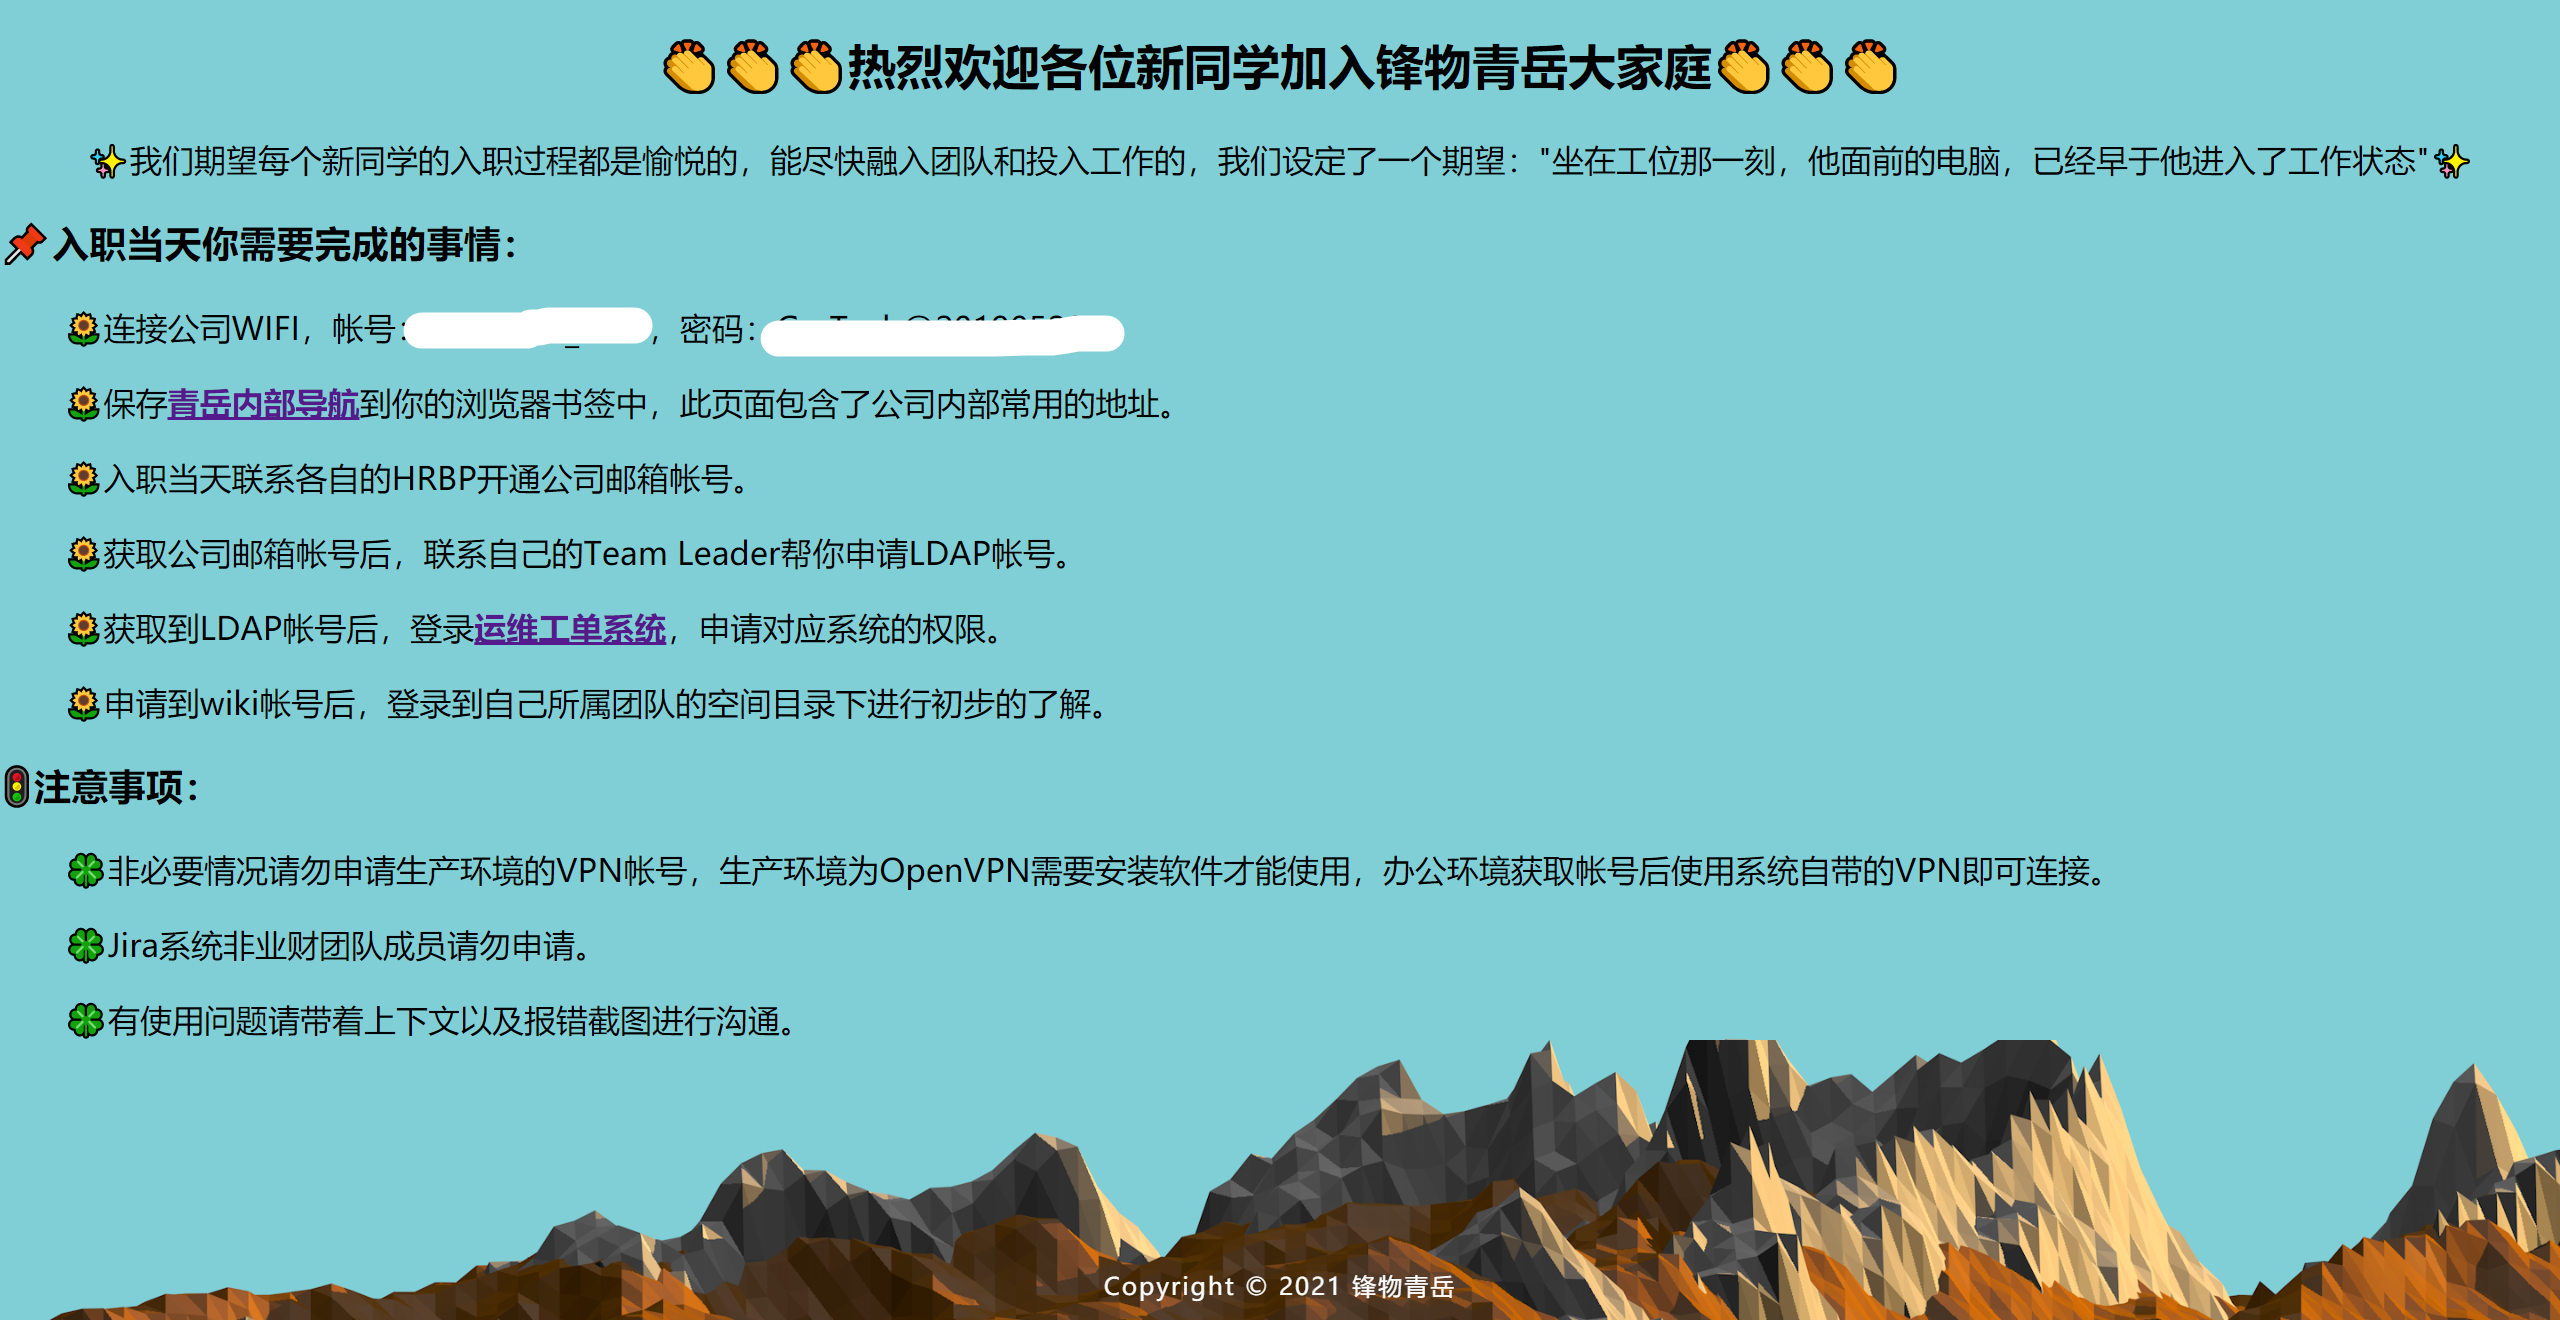 👏👏👏热烈欢迎各位新同学加入锋物青岳大家庭👏👏👏
✨我们期望每个新同学的入职过程都是愉悦的，能尽快融入团队和投入工作的，我们设定了一个期望："坐在工位那一刻，他面前的电脑，已经早于他进入了工作状态"✨
📌入职当天你需要完成的事情：
🌻连接公司WIFI，帐号：，密码：
🌻保存青岳内部导航到你的浏览器书签中，此页面包含了公司内部常用的地址。
🌻入职当天联系各自的HRBP开通公司邮箱帐号。
🌻获取公司邮箱帐号后，联系自己的Team Leader帮你申请LDAP帐号。
🌻获取到LDAP帐号后，登录运维工单系统，申请对应系统的权限。
🌻申请到wiki帐号后，登录到自己所属团队的空间目录下进行初步的了解。
🚦注意事项：
🍀非必要情况请勿申请生产环境的VPN帐号，生产环境为OpenVPN需要安装软件才能使用，办公环境获取帐号后使用系统自带的VPN即可连接。
🍀Jira系统非业财团队成员请勿申请。
🍀有使用问题请带着上下文以及报错截图进行沟通。
Copyright © 2021 锋物青岳